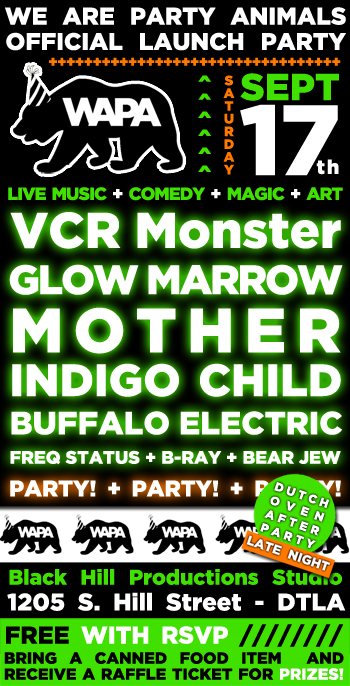 WE ARE PARTY ANIMALS
OFFICIAL LAUNCH PARTY
WAPA
SATURDAY
SEPT
17th
LIVE MUSIC + COMEDY + MAGIC + ART
VCR Monster
GLOW MARROW
MOTHER
INDIGO CHILD
BUFFALO ELECTRIC
FREQ STATUS + B-RAY + BEAR JEW
PARTY! + PARTY! +
DUTCH
OVEN
AFTER
PARTY
LATE NIGHT
WAPA WAPA WAPA WAPA
Black Hill Productions Studio
1205 S. Hill Street - DTLA
FREE WITH RSVP ////////
BRING A CANNED FOOD ITEM AND
RECEIVE A RAFFLE TICKET FOR PRIZES!